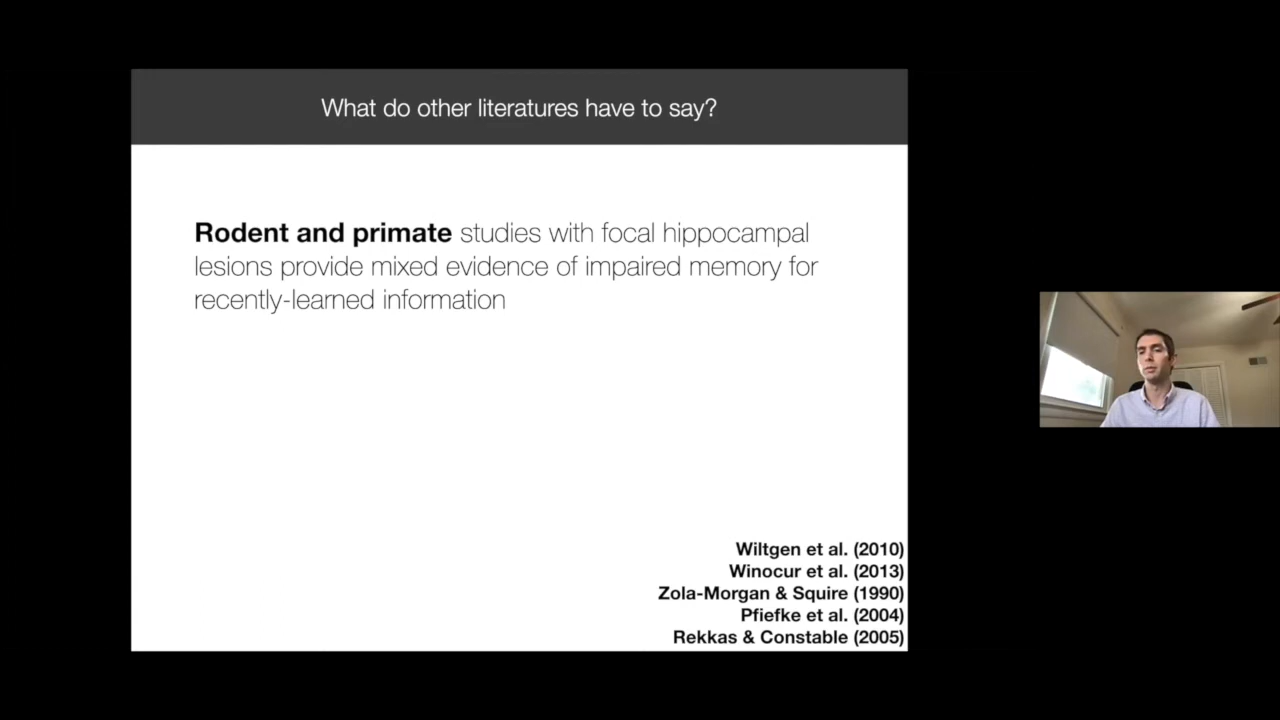 What do other literatures have to say?
Rodent and primate studies with focal hippocampal
lesions provide mixed evidence of impaired memory for
recently-learned information
Wiltgen et al. (2010)
Winocur et al. (2013)
Zola-Morgan & Squire (1990)
Pfiefke et al. (2004)
Rekkas & Constable (2005)